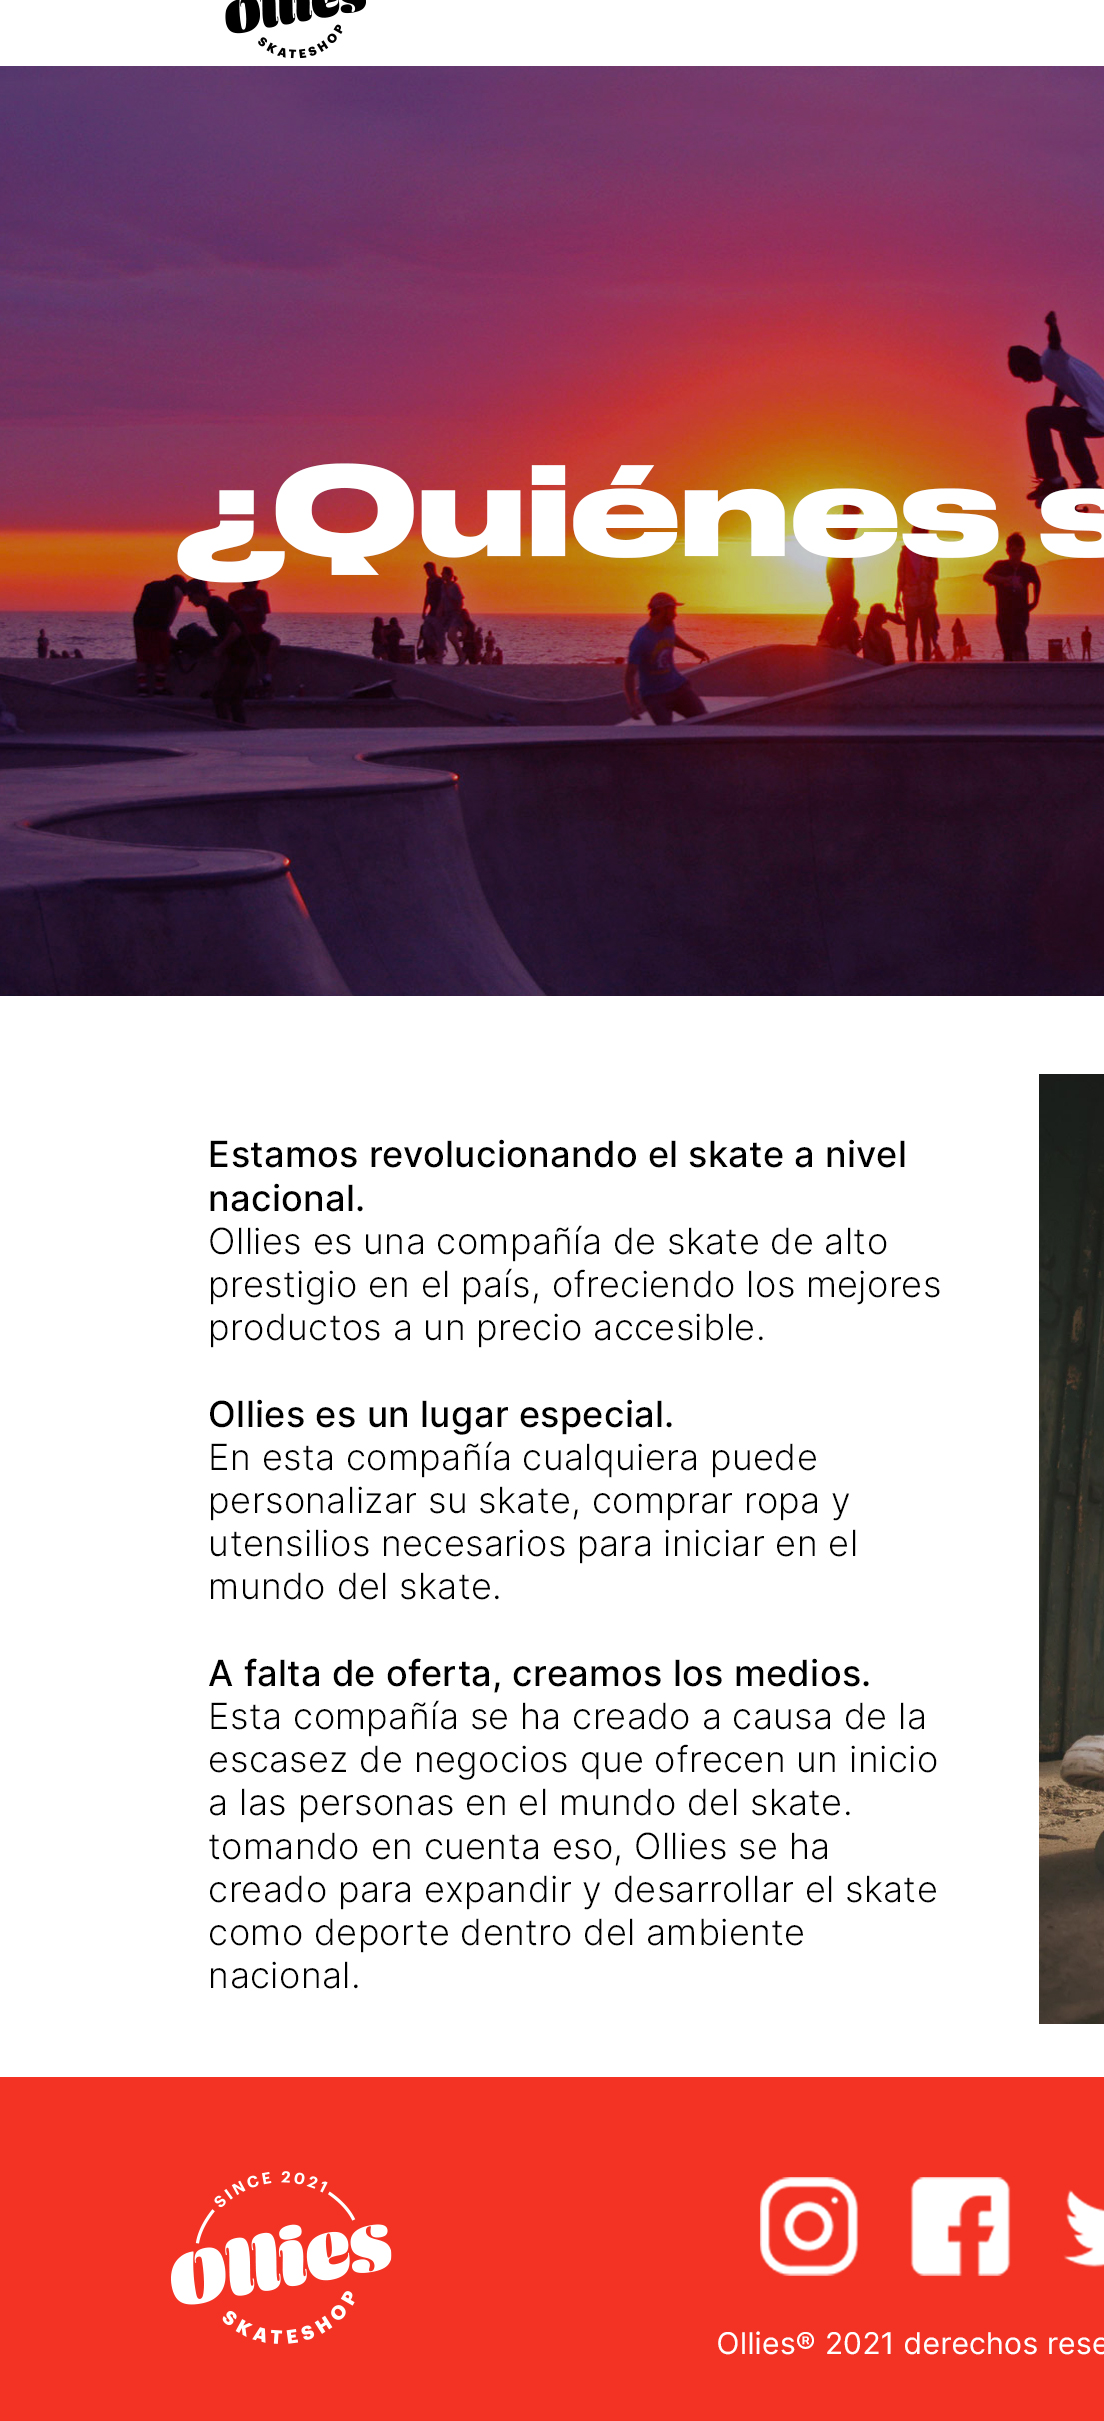 ollies
SKATESHOP
¿Quiénes s
Estamos revolucionando el skate a nivel
nacional.
Ollies es una compañía de skate de alto
prestigio en el país, ofreciendo los mejores
productos a un precio accesible.
Ollies es un lugar especial.
En esta compañía cualquiera puede
personalizar su skate, comprar ropa y
utensilios necesarios para iniciar en el
mundo del skate.
A falta de oferta, creamos los medios.
Esta compañía se ha creado a causa de la
escasez de negocios que ofrecen un inicio
a las personas en el mundo del skate.
tomando en cuenta eso, Ollies se ha
creado para expandir y desarrollar el skate
como deporte dentro del ambiente
nacional.
SINCE 2021
ollies
SKATESHOP
Ollies® 2021 derechos rese